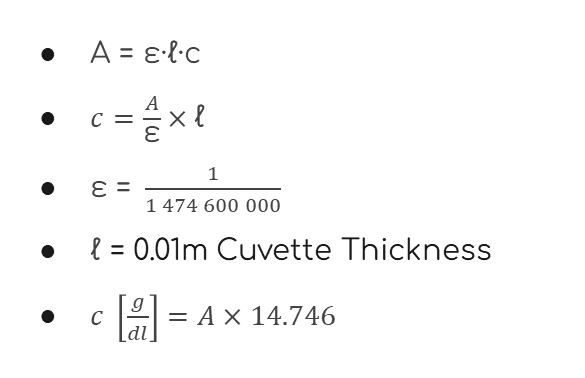 • A = ε·ℓ·c
• c = A/ε × ℓ
• ε = 1/1 474 600 000
• ℓ = 0.01m Cuvette Thickness
• c [g/dl] = A × 14.746